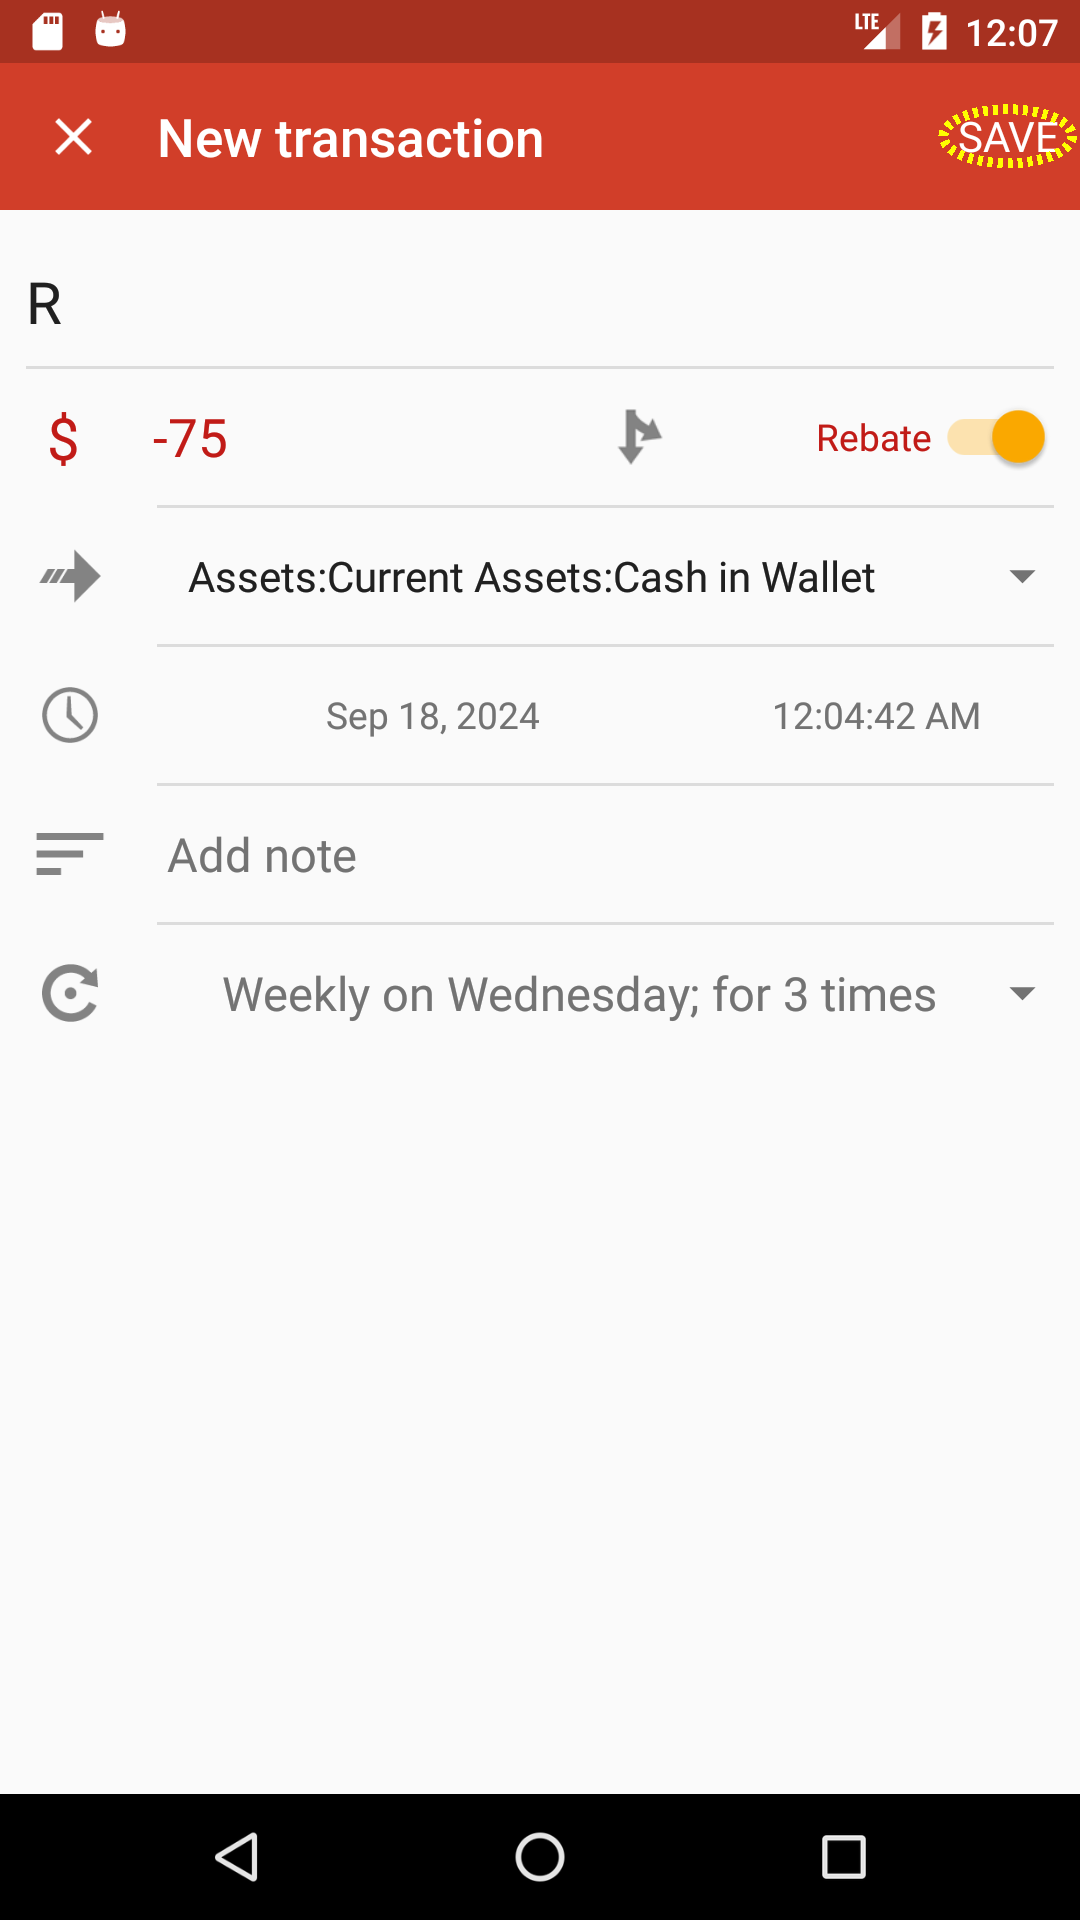 LTE 12:07
New transaction SAVE
R
$ -75 Rebate
Assets:Current Assets:Cash in Wallet
Sep 18, 2024 12:04:42 AM
Add note
Weekly on Wednesday; for 3 times